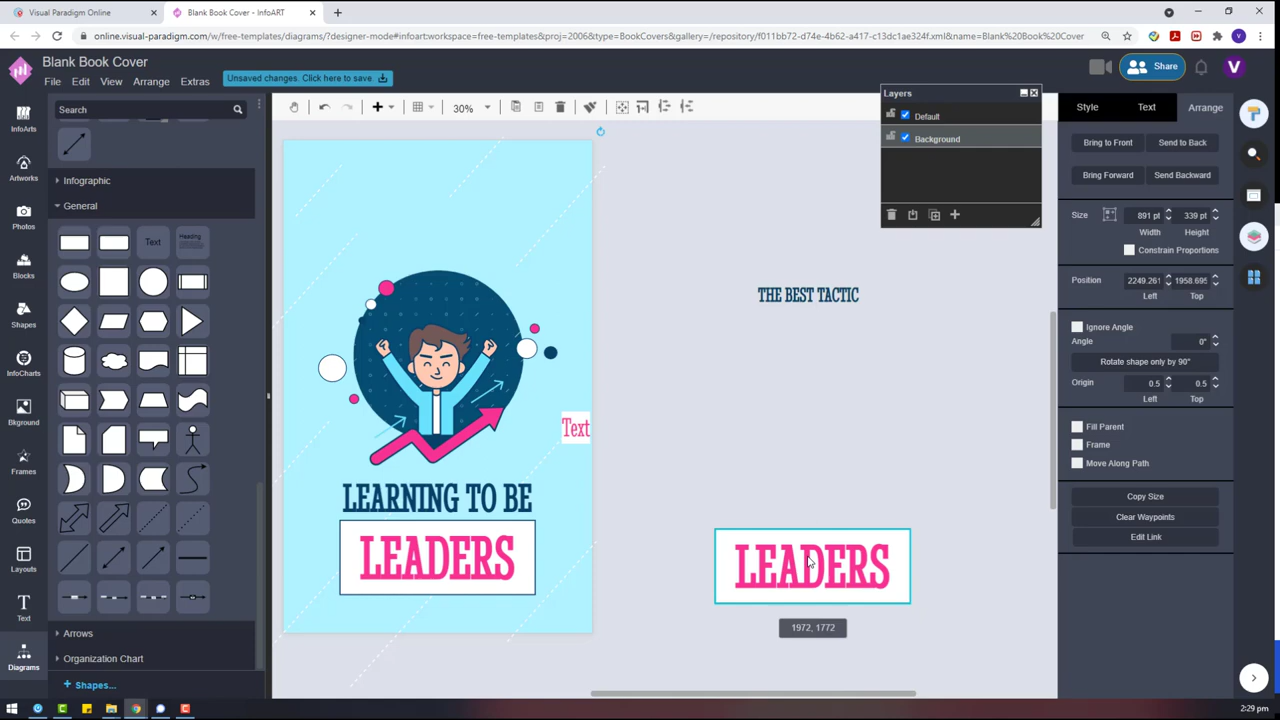 Visual Paradigm Online
Blank Book Cover - InfoART
online.visual-paradigm.com/w/free-templates/diagrams/?designer-mode#infoart:workspace=free-templates&proj=2006&type=BookCovers&gallery=/repository/f011bb72-d74e-4b62-a417-c13dc1ae324f.xml&name=Blank%20Book%20Cover
Blank Book Cover
File Edit View Arrange Extras
Unsaved changes. Click here to save.
Share
V
Search
30%
Layers
Default
Background
Style Text Arrange
InfoArts
Artworks
Photos
Blocks
Shapes
InfoCharts
Background
Frames
Quotes
Layouts
Text
Diagrams
Infographic
General
Text
Heading
Arrows
Organization Chart
+ Shapes...
Text
LEARNING TO BE
LEADERS
THE BEST TACTIC
LEADERS
1972, 1772
Bring to Front Send to Back
Bring Forward Send Backward
Size 891 pt 339 pt
Width Height
Constrain Proportions
Position 2249.261 1958.695
Left Top
Ignore Angle
Angle 0°
Rotate shape only by 90°
Origin 0.5 0.5
Left Top
Fill Parent
Frame
Move Along Path
Copy Size
Clear Waypoints
Edit Link
2:29 pm